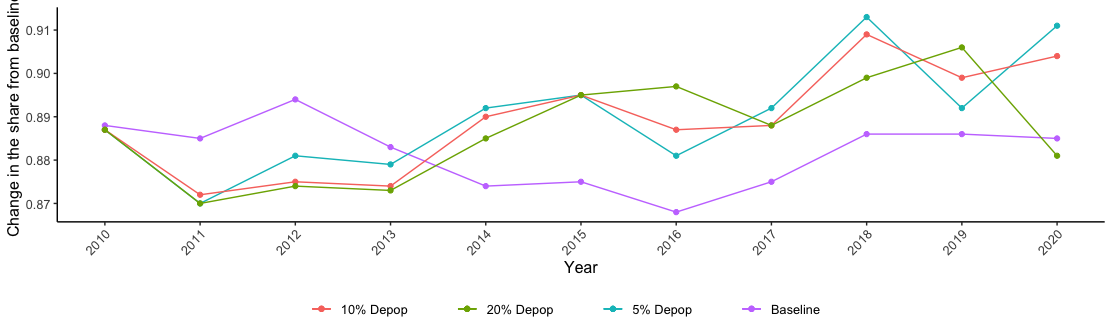 Change in the share from baseline
0.91
0.90
0.89
0.88
0.87
2010 2011 2012 2013 2014 2015 2016 2017 2018 2019 2020
Year
10% Depop 20% Depop 5% Depop Baseline